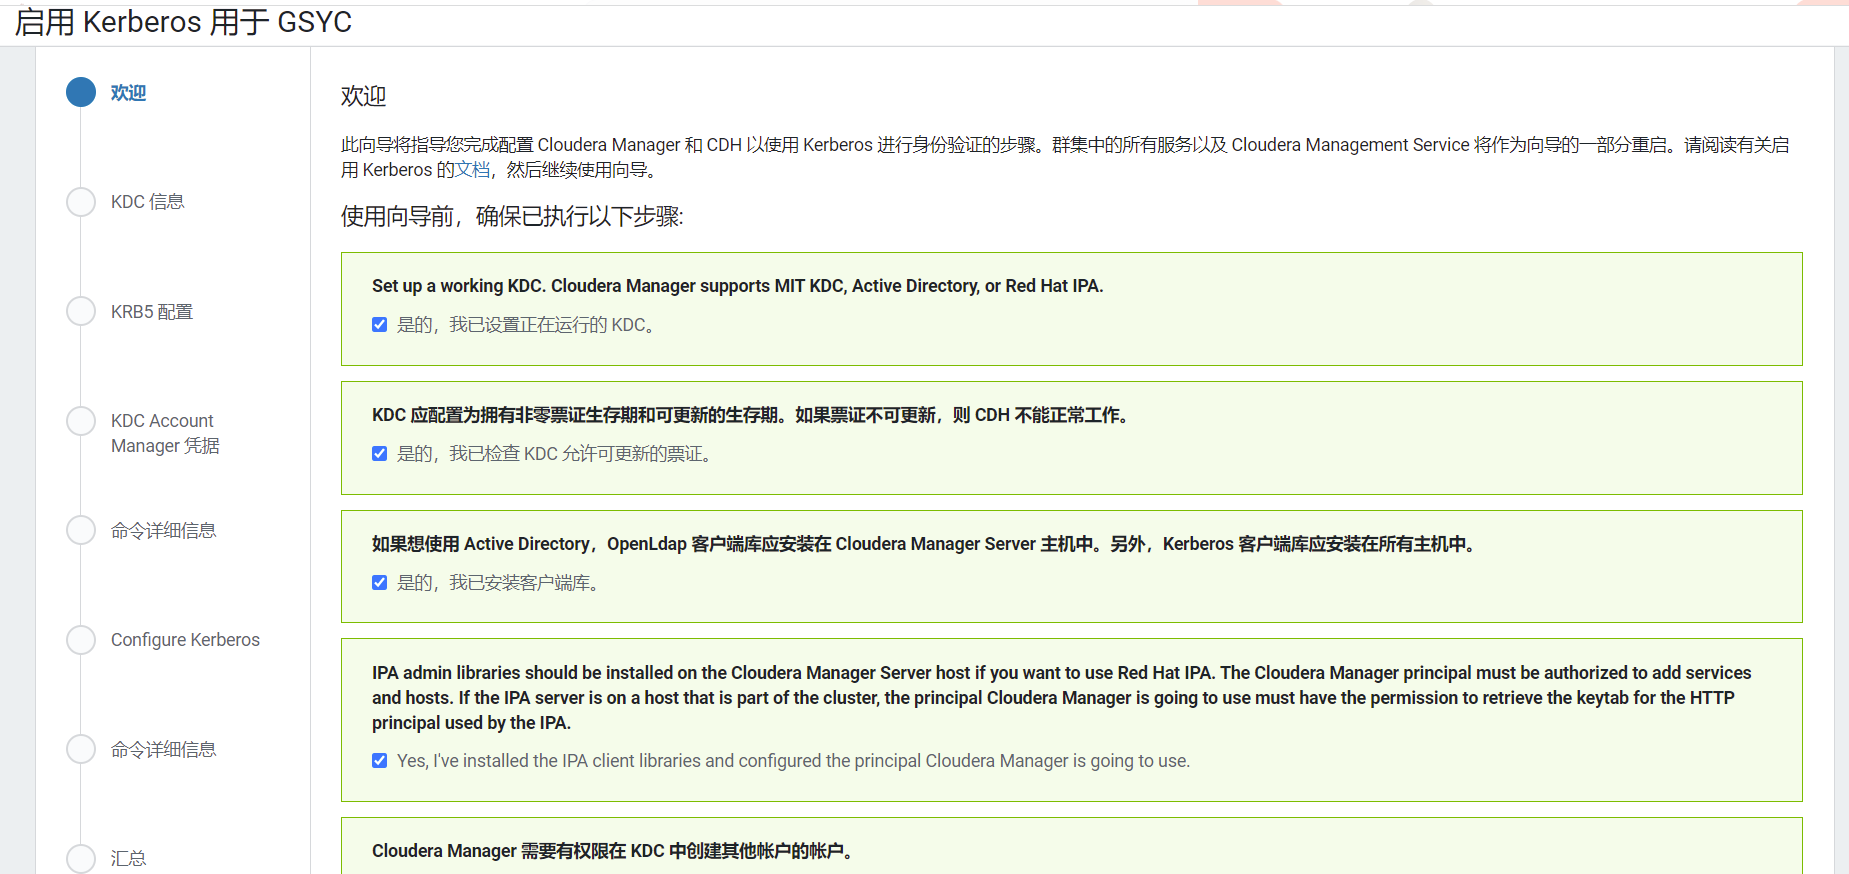 启用 Kerberos 用于 GSYC
欢迎
KDC 信息
KRB5 配置
KDC Account
Manager 凭据
命令详细信息
Configure Kerberos
命令详细信息
汇总
欢迎
此向导将指导您完成配置 Cloudera Manager 和 CDH 以使用 Kerberos 进行身份验证的步骤。群集中的所有服务以及 Cloudera Management Service 将作为向导的一部分重启。请阅读有关启
用 Kerberos 的文档，然后继续使用向导。
使用向导前，确保已执行以下步骤:
Set up a working KDC. Cloudera Manager supports MIT KDC, Active Directory, or Red Hat IPA.
是的，我已设置正在运行的 KDC。
KDC 应配置为拥有非零票证生存期和可更新的生存期。如果票证不可更新，则 CDH 不能正常工作。
是的，我已检查 KDC 允许可更新的票证。
如果想使用 Active Directory，OpenLdap 客户端库应安装在 Cloudera Manager Server 主机中。另外，Kerberos 客户端库应安装在所有主机中。
是的，我已安装客户端库。
IPA admin libraries should be installed on the Cloudera Manager Server host if you want to use Red Hat IPA. The Cloudera Manager principal must be authorized to add services
and hosts. If the IPA server is on a host that is part of the cluster, the principal Cloudera Manager is going to use must have the permission to retrieve the keytab for the HTTP
principal used by the IPA.
Yes, I've installed the IPA client libraries and configured the principal Cloudera Manager is going to use.
Cloudera Manager 需要有权限在 KDC 中创建其他帐户的帐户。